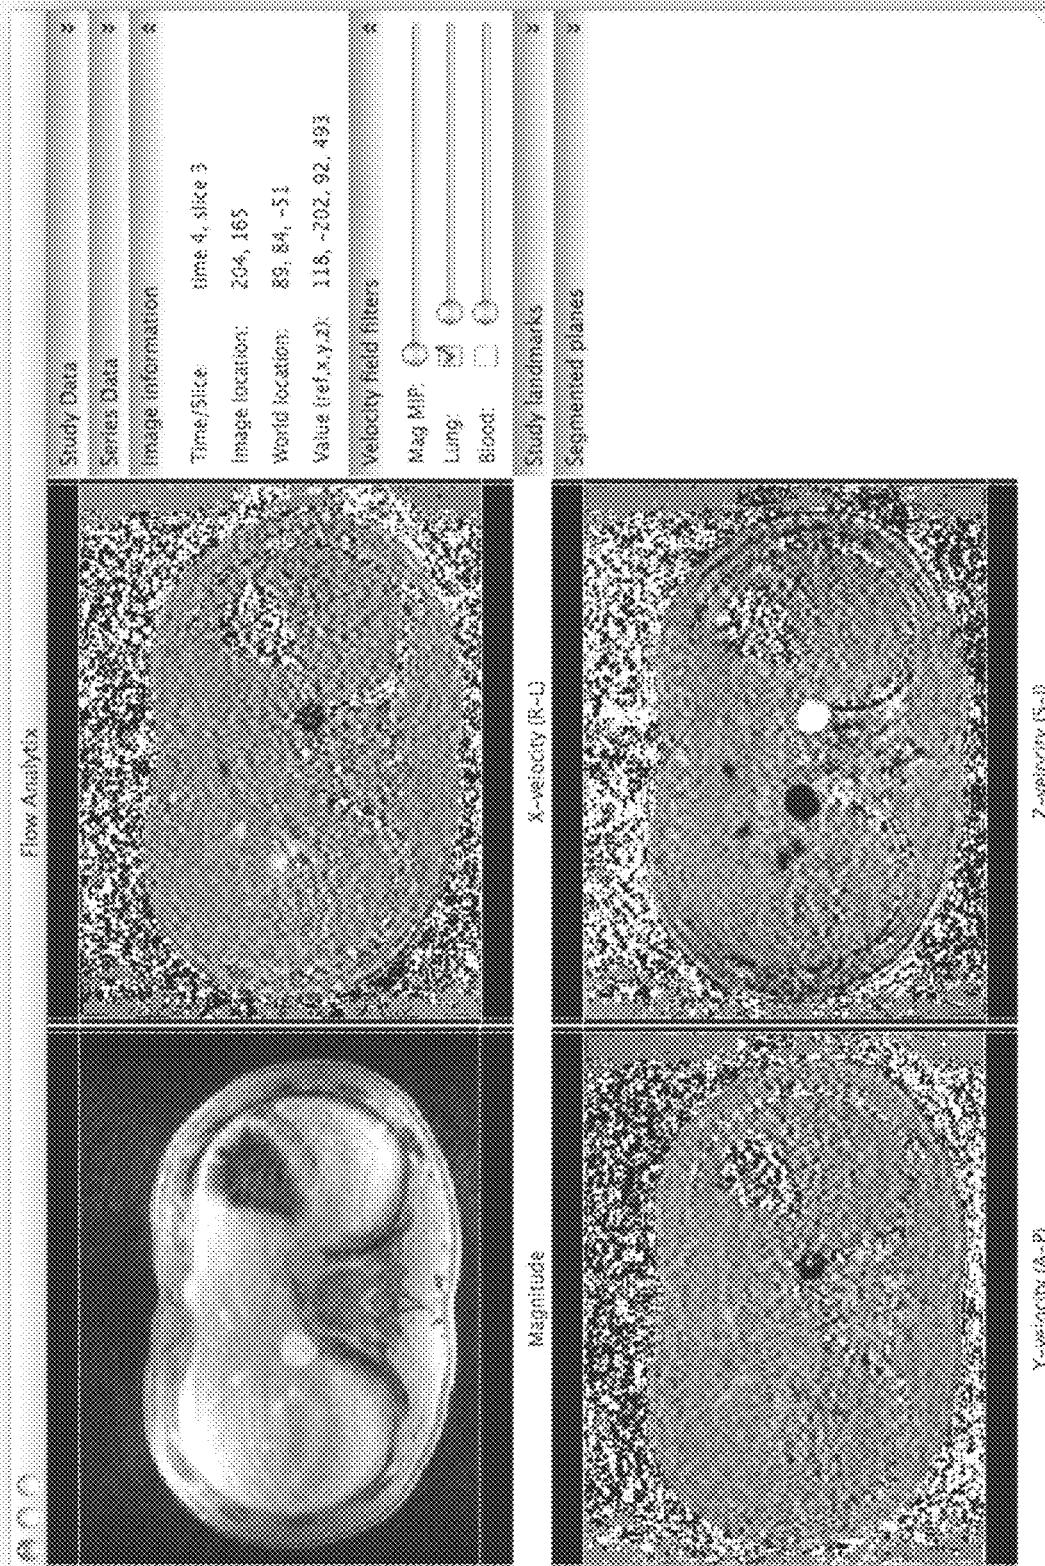 Flow Analytix
Magnitude
X-velocity (R-L)
Y-velocity (A-P)
Z-velocity (S-I)
Study Data
Series Data
Image information
Time/Slice: time 4, slice 3
Image location: 204, 165
World location: 89, 84, -51
Value (ref,x,y,z): 118, -202, 92, 493
Velocity field filters
Mag MIP:
Lung:
Blood:
Study landmarks
Segmented planes